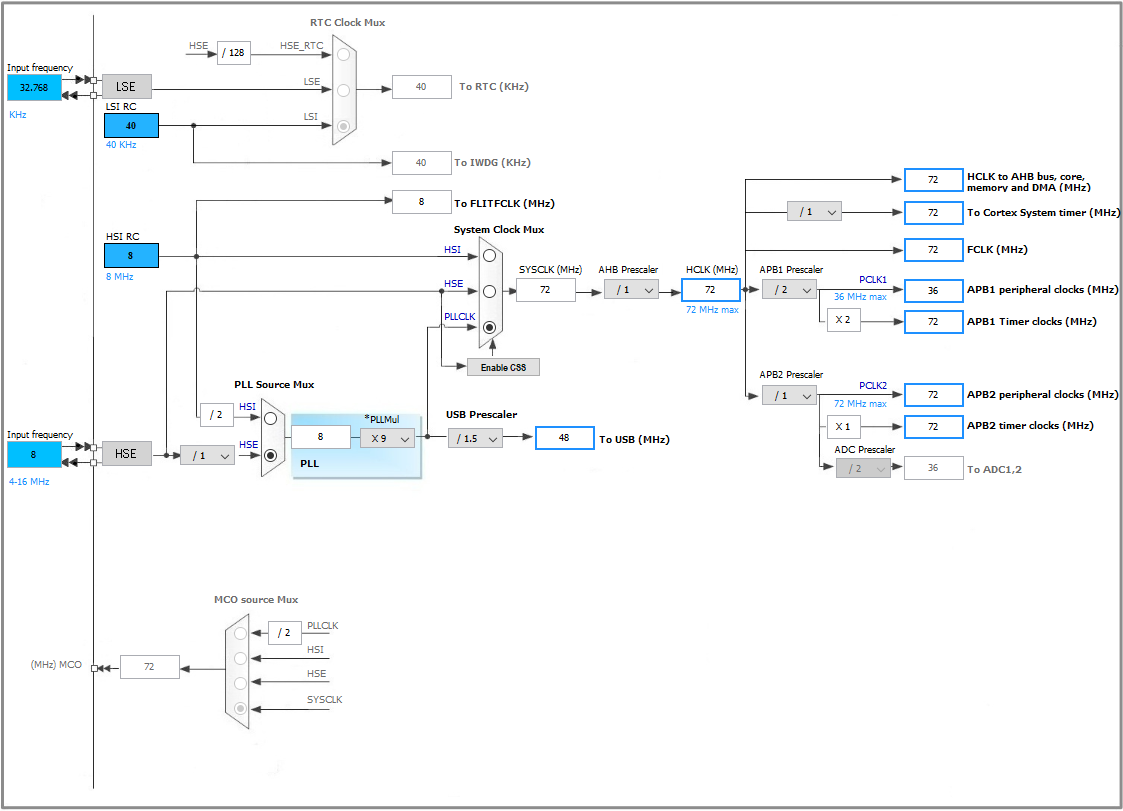 RTC Clock Mux
HSE
/ 128
HSE_RTC
Input frequency
32.768
KHz
LSE
LSE
40
To RTC (KHz)
LSI RC
40
40 KHz
LSI
40
To IWDG (KHz)
8
To FLITFCLK (MHz)
HSI RC
8
8 MHz
System Clock Mux
HSI
HSE
PLLCLK
Enable CSS
SYSCLK (MHz)
72
AHB Prescaler
/ 1
HCLK (MHz)
72
72 MHz max
72
HCLK to AHB bus, core,
memory and DMA (MHz)
/ 1
72
To Cortex System timer (MHz)
72
FCLK (MHz)
APB1 Prescaler
/ 2
PCLK1
36 MHz max
36
APB1 peripheral clocks (MHz)
X 2
72
APB1 Timer clocks (MHz)
APB2 Prescaler
/ 1
PCLK2
72 MHz max
72
APB2 peripheral clocks (MHz)
X 1
72
APB2 timer clocks (MHz)
ADC Prescaler
/ 2
36
To ADC1,2
PLL Source Mux
/ 2
HSI
Input frequency
8
4-16 MHz
HSE
/ 1
HSE
8
*PLLMul
X 9
PLL
USB Prescaler
/ 1.5
48
To USB (MHz)
MCO source Mux
/ 2
PLLCLK
HSI
HSE
SYSCLK
(MHz) MCO
72